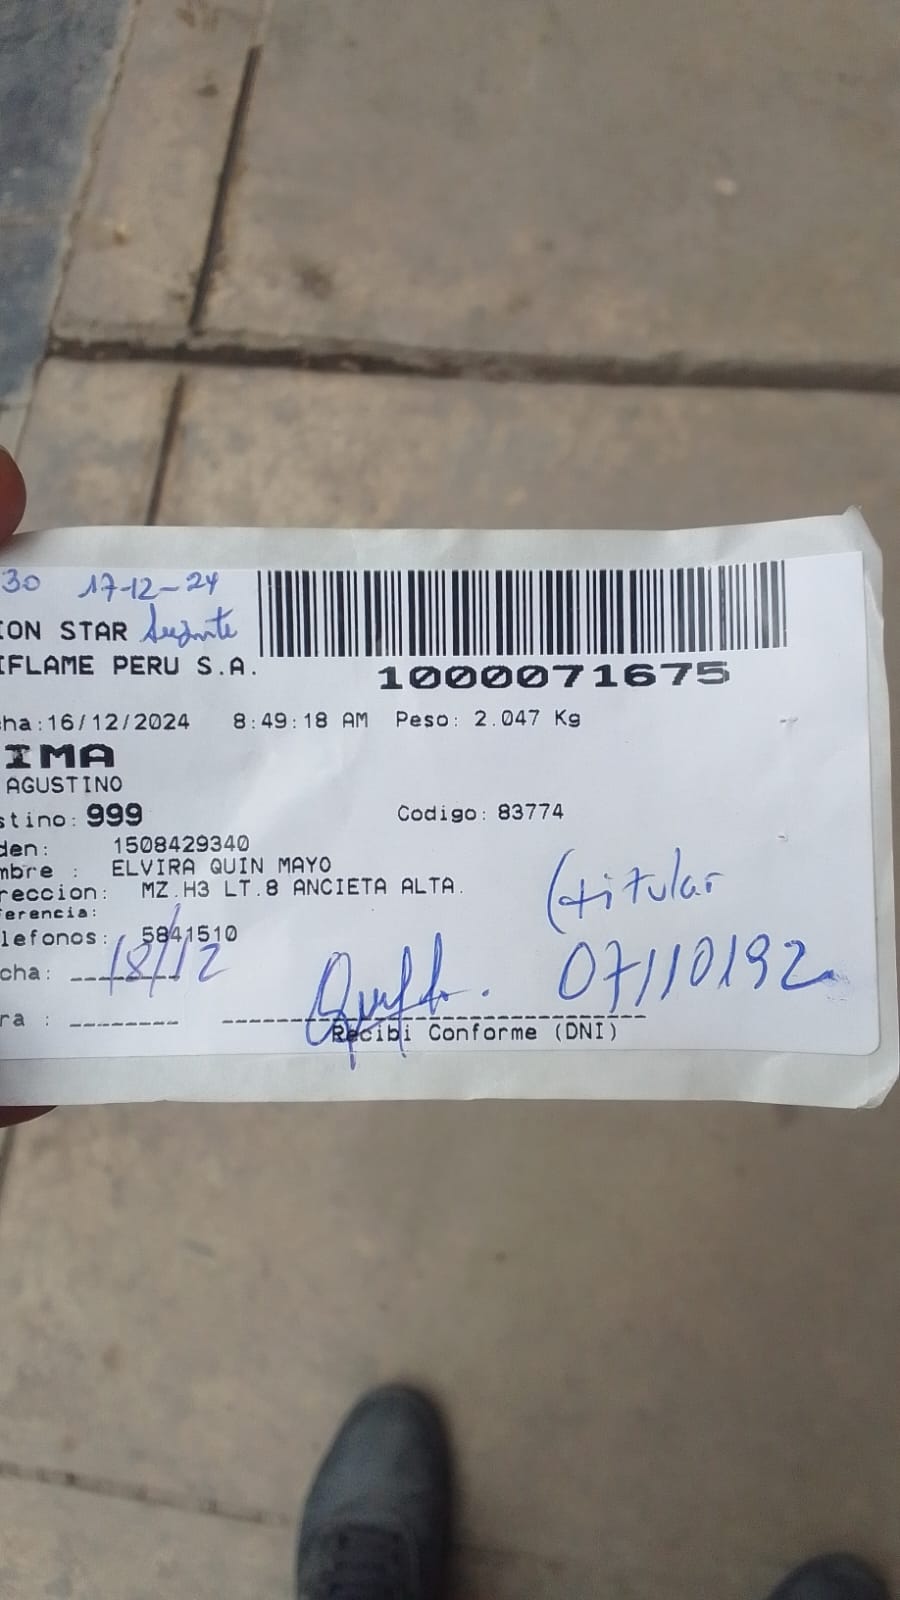 30 17-12-24
ION STAR
IFLAME PERU S.A.
1000071675
ha:16/12/2024 8:49:18 AM Peso: 2.047 Kg
IMA
AGUSTINO
stino: 999 Codigo: 83774
den: 1508429340
mbre : ELVIRA QUIN MAYO
reccion: MZ.H3 LT.8 ANCIETA ALTA.
erencia:
(titular
lefonos: 5841510
cha: 18/12
07110192
ra :
Recibi Conforme (DNI)